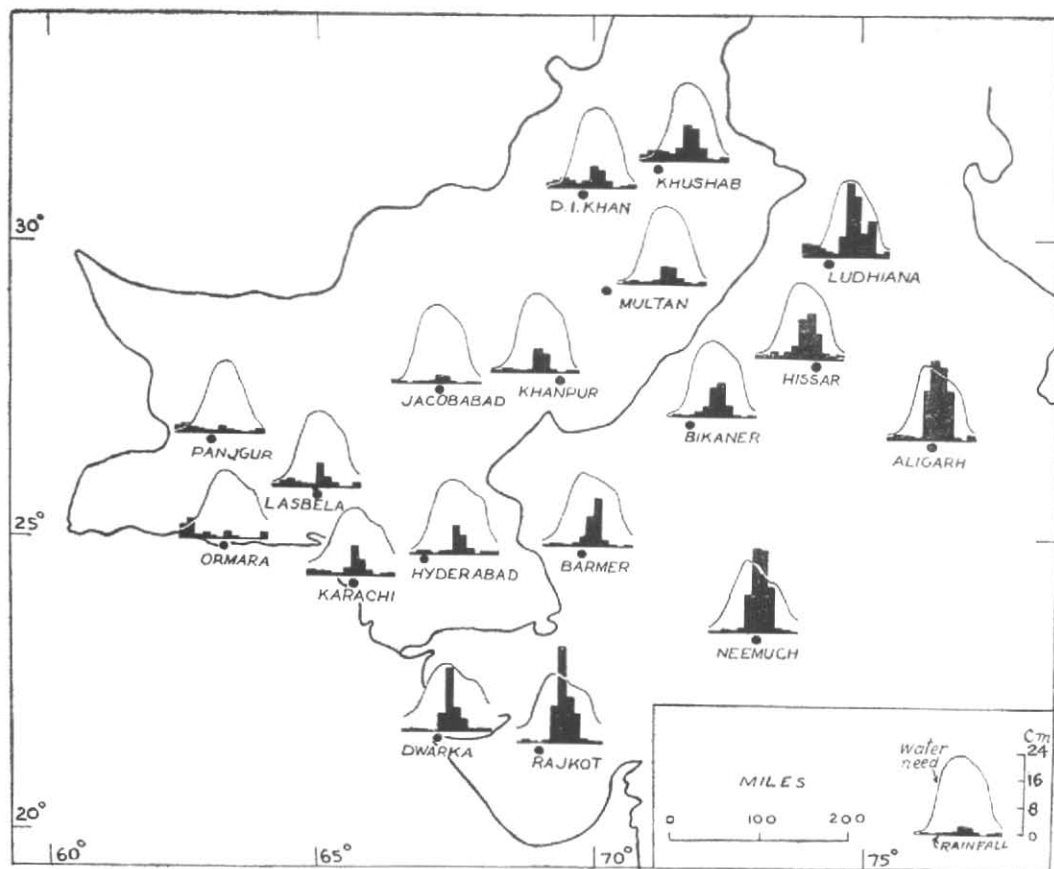 KHUSHAB
D.I.KHAN
30°
LUDHIANA
MULTAN
HISSAR
JACOBABAD
KHANPUR
BIKANER
PANJGUR
ALIGARH
LASBELA
25°
ORMARA
HYDERABAD
BARMER
KARACHI
NEEMUCH
DWARKA
RAJKOT
Cm
Water need
24
MILES
16
0 100 200
8
0
RAINFALL
20°
60° 65° 70° 75°